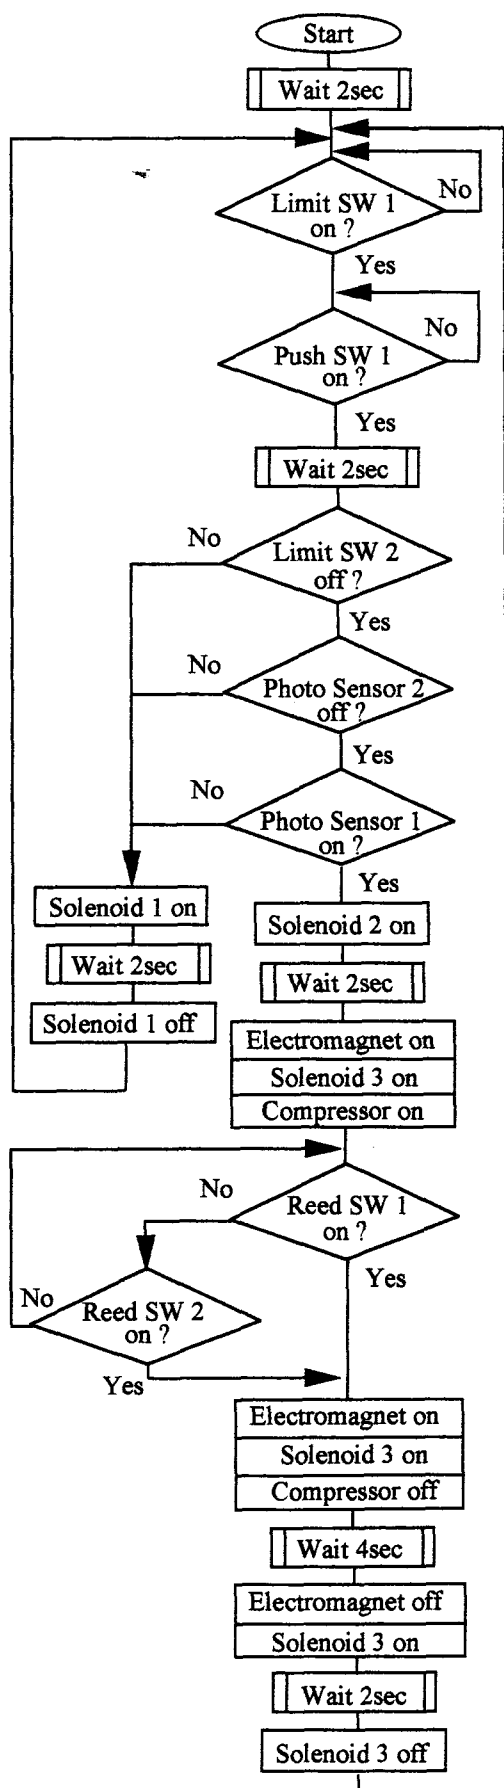 Start
Wait 2sec
No
Limit SW 1
on ?
Yes
No
Push SW 1
on ?
Yes
Wait 2sec
No
Limit SW 2
off ?
Yes
No
Photo Sensor 2
off ?
Yes
No
Photo Sensor 1
on ?
Yes
Solenoid 1 on
Wait 2sec
Solenoid 1 off
Solenoid 2 on
Wait 2sec
Electromagnet on
Solenoid 3 on
Compressor on
No
Reed SW 1
on ?
Yes
No
Reed SW 2
on ?
Yes
Electromagnet on
Solenoid 3 on
Compressor off
Wait 4sec
Electromagnet off
Solenoid 3 on
Wait 2sec
Solenoid 3 off